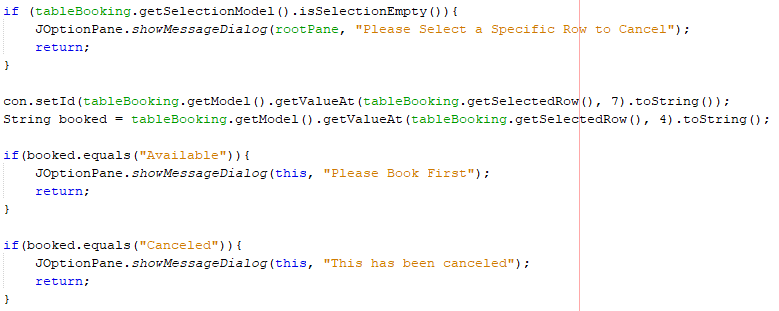 if (tableBooking.getSelectionModel().isSelectionEmpty()){
JOptionPane.showMessageDialog(rootPane, "Please Select a Specific Row to Cancel");
return;
}
con.setId(tableBooking.getModel().getValueAt(tableBooking.getSelectedRow(), 7).toString());
String booked = tableBooking.getModel().getValueAt(tableBooking.getSelectedRow(), 4).toString();
if(booked.equals("Available")){
JOptionPane.showMessageDialog(this, "Please Book First");
return;
}
if(booked.equals("Canceled")){
JOptionPane.showMessageDialog(this, "This has been canceled");
return;
}